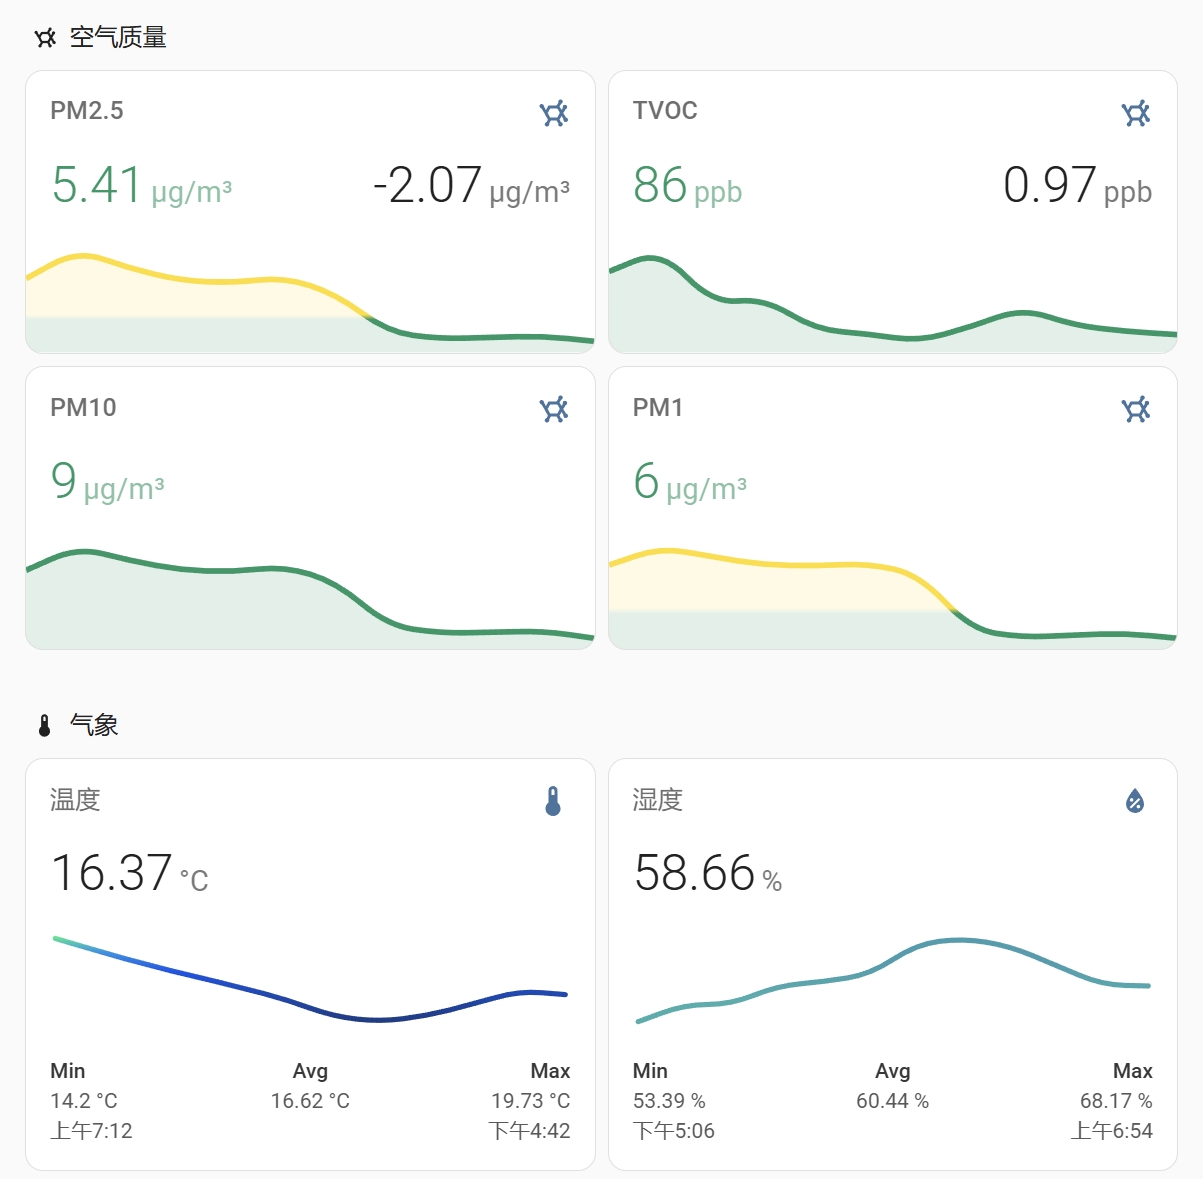 空气质量
PM2.5
5.41 µg/m³ -2.07 µg/m³
TVOC
86 ppb 0.97 ppb
PM10
9 µg/m³
PM1
6 µg/m³
气象
温度
16.37 °C
Min Avg Max
14.2 °C 16.62 °C 19.73 °C
上午7:12 下午4:42
湿度
58.66 %
Min Avg Max
53.39 % 60.44 % 68.17 %
下午5:06 上午6:54